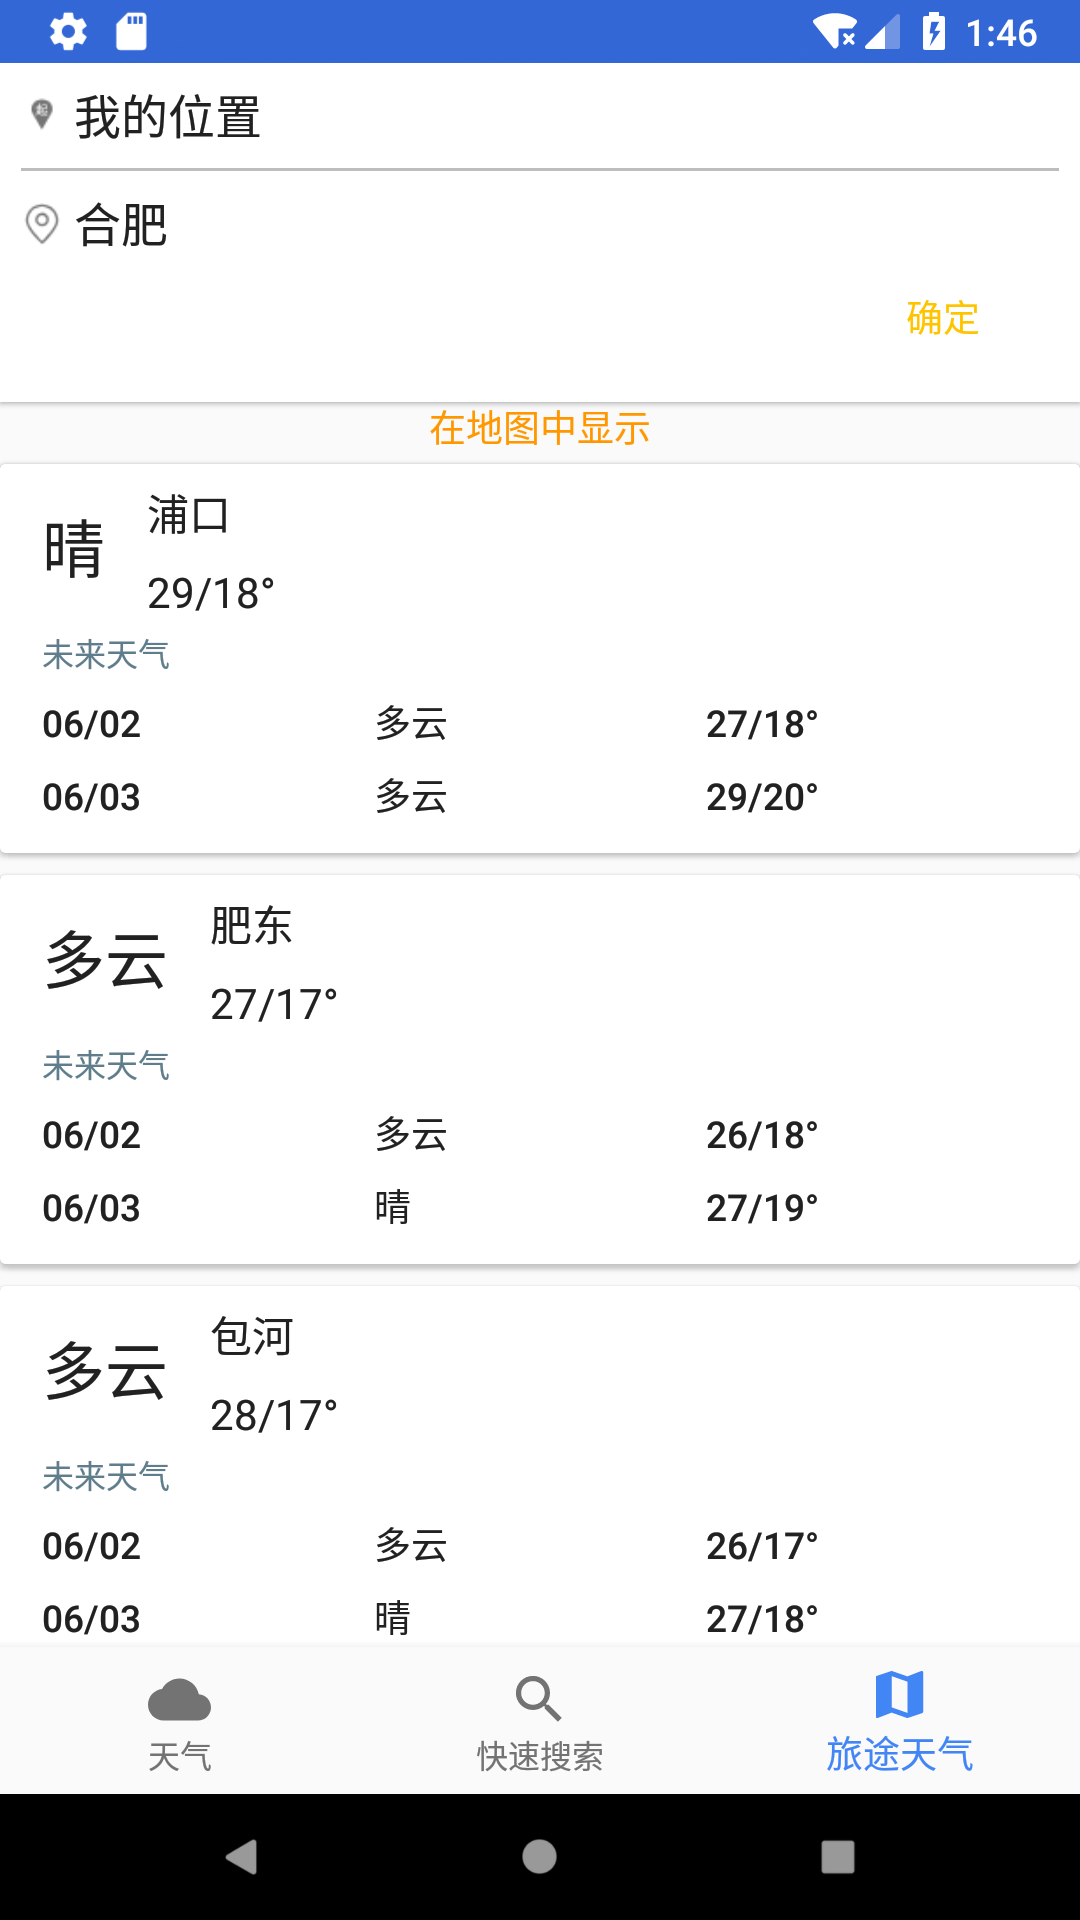 1:46
起
我的位置
合肥
确定
在地图中显示
晴
浦口
29/18°
未来天气
06/02 多云 27/18°
06/03 多云 29/20°
多云
肥东
27/17°
未来天气
06/02 多云 26/18°
06/03 晴 27/19°
多云
包河
28/17°
未来天气
06/02 多云 26/17°
06/03 晴 27/18°
天气 快速搜索 旅途天气